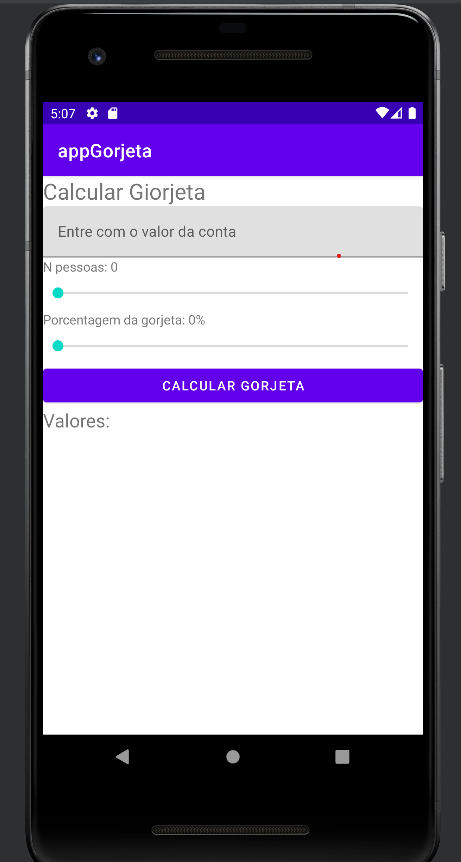 5:07
appGorjeta
Calcular Giorjeta
Entre com o valor da conta
N pessoas: 0
Porcentagem da gorjeta: 0%
CALCULAR GORJETA
Valores: